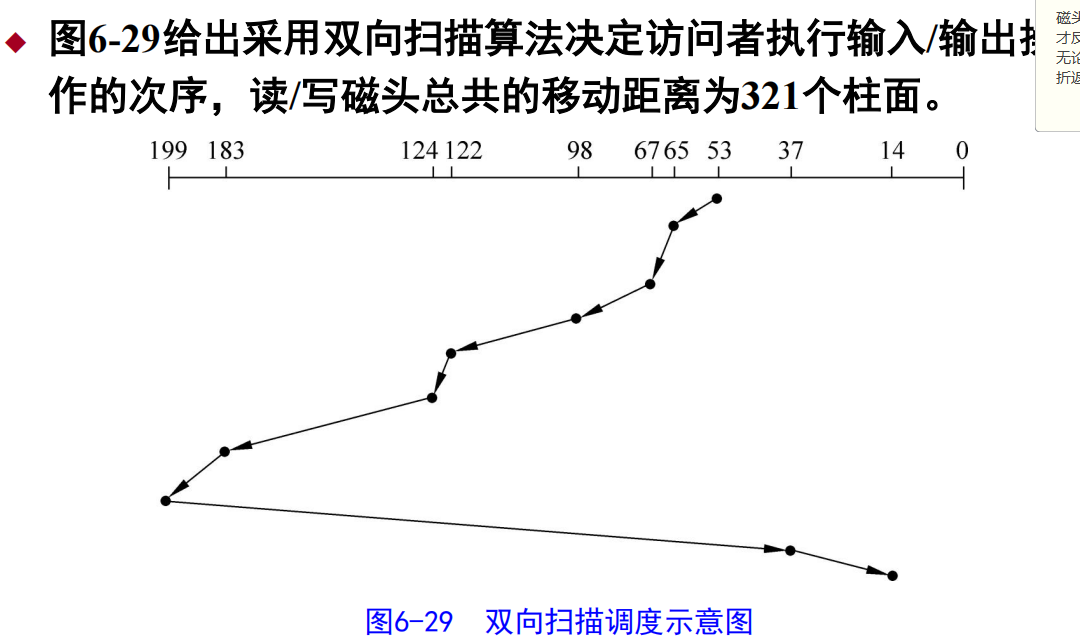 图6-29给出采用双向扫描算法决定访问者执行输入/输出操
作的次序，读/写磁头总共的移动距离为321个柱面。
磁头
才反
无论
折返
199 183 124 122 98 67 65 53 37 14 0
图6-29 双向扫描调度示意图